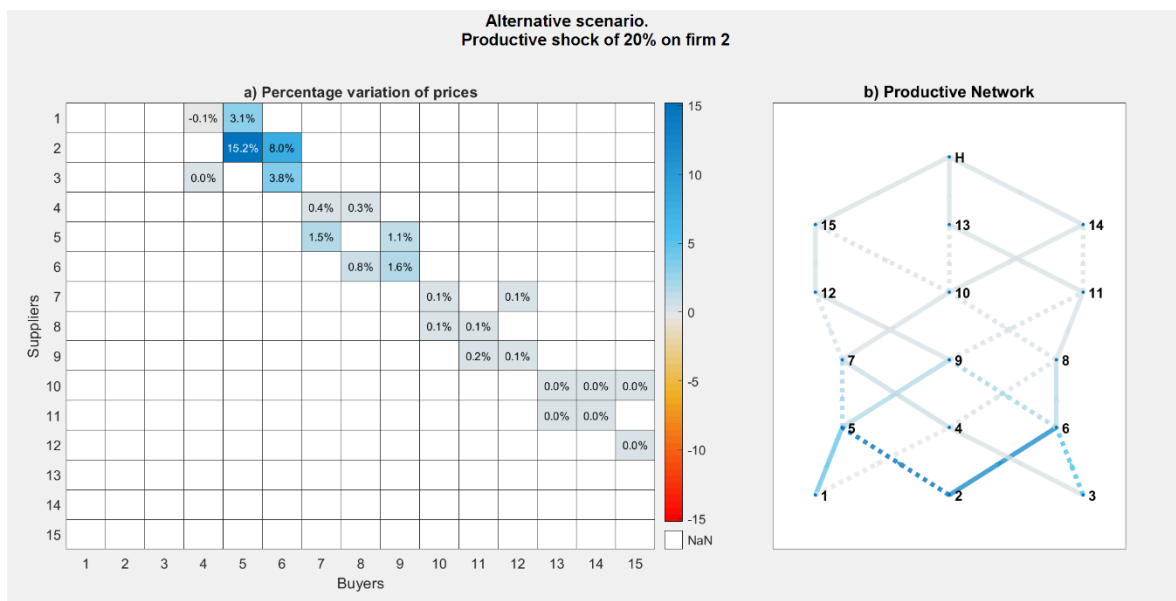 Alternative scenario.
Productive shock of 20% on firm 2
a) Percentage variation of prices
1 -0.1% 3.1%
2 15.2% 8.0%
3 0.0% 3.8%
4 0.4% 0.3%
5 1.5% 1.1%
6 0.8% 1.6%
7 0.1% 0.1%
8 0.1% 0.1%
9 0.2% 0.1%
10 0.0% 0.0% 0.0%
11 0.0% 0.0%
12 0.0%
13
14
15
1 2 3 4 5 6 7 8 9 10 11 12 13 14 15
Suppliers
Buyers
15
10
5
0
-5
-10
-15
NaN
b) Productive Network
H
15 13 14
12 10 11
7 9 8
5 4 6
1 2 3